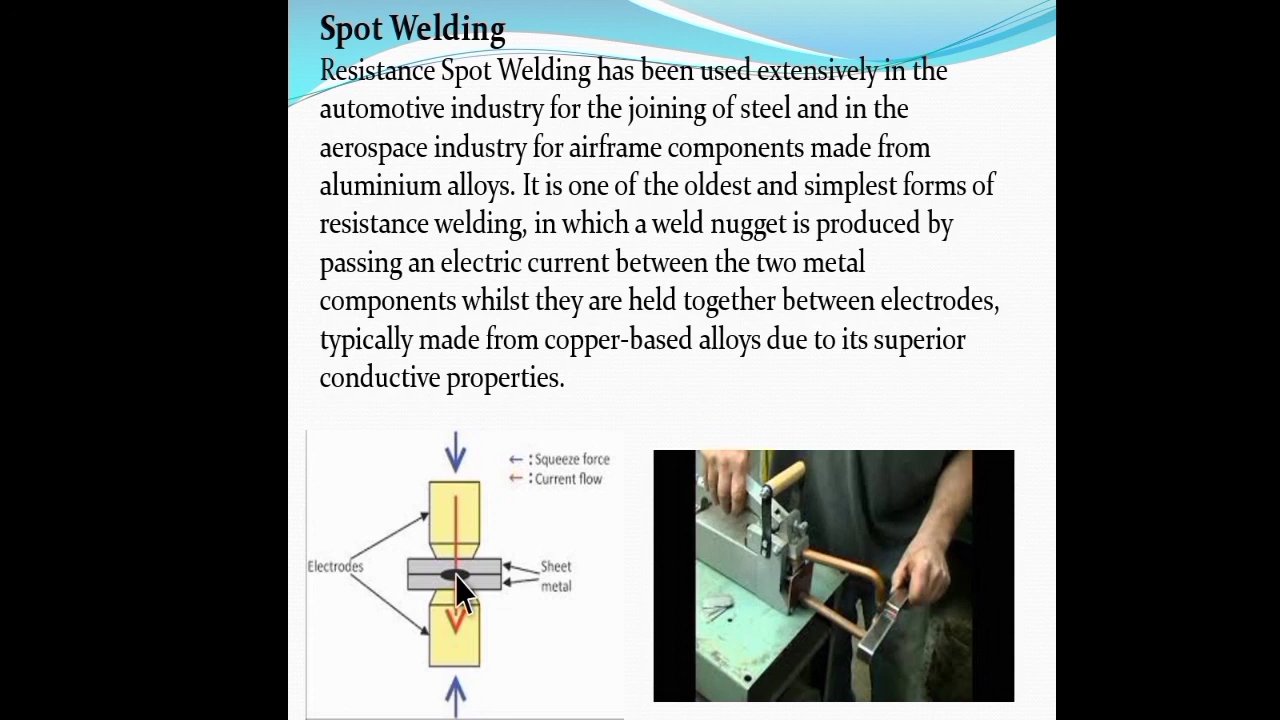 Spot Welding
Resistance Spot Welding has been used extensively in the
automotive industry for the joining of steel and in the
aerospace industry for airframe components made from
aluminium alloys. It is one of the oldest and simplest forms of
resistance welding, in which a weld nugget is produced by
passing an electric current between the two metal
components whilst they are held together between electrodes,
typically made from copper-based alloys due to its superior
conductive properties.
← : Squeeze force
← : Current flow
Electrodes
Sheet
metal